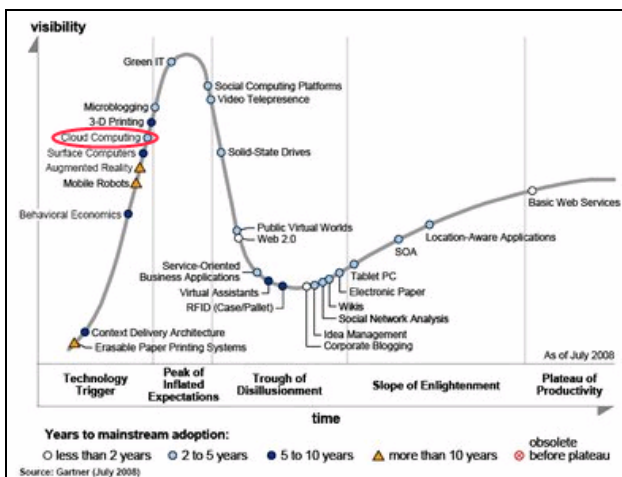 visibility
Green IT
Social Computing Platforms
Microblogging
Video Telepresence
3-D Printing
Cloud Computing
Surface Computers
Solid-State Drives
Augmented Reality
Mobile Robots
Basic Web Services
Behavioral Economics
Public Virtual Worlds
Web 2.0
Location-Aware Applications
SOA
Service-Oriented
Business Applications
Tablet PC
Virtual Assistants
Electronic Paper
RFID (Case/Pallet)
Wikis
Social Network Analysis
Context Delivery Architecture
Idea Management
Erasable Paper Printing Systems
Corporate Blogging
As of July 2008
Technology
Trigger
Peak of
Inflated
Expectations
Trough of
Disillusionment
Slope of Enlightenment
Plateau of
Productivity
time
Years to mainstream adoption:
less than 2 years
2 to 5 years
5 to 10 years
more than 10 years
obsolete
before plateau
Source: Gartner (July 2008)